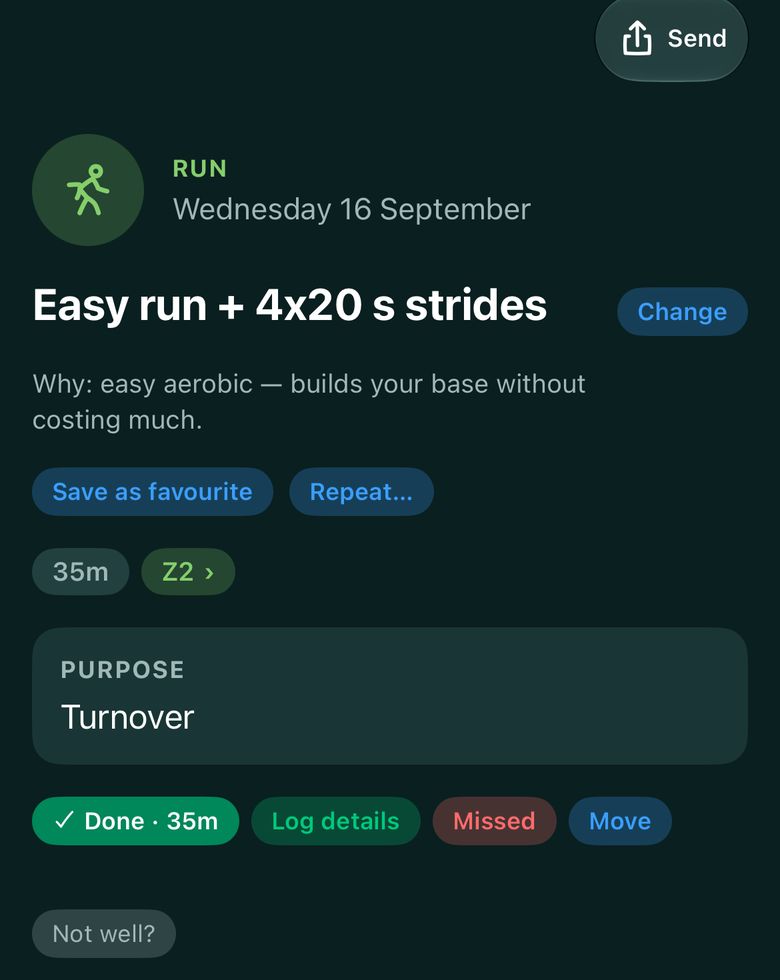 Send
RUN
Wednesday 16 September
Easy run + 4x20 s strides
Change
Why: easy aerobic — builds your base without
costing much.
Save as favourite
Repeat...
35m
Z2 ›
PURPOSE
Turnover
✓ Done · 35m
Log details
Missed
Move
Not well?